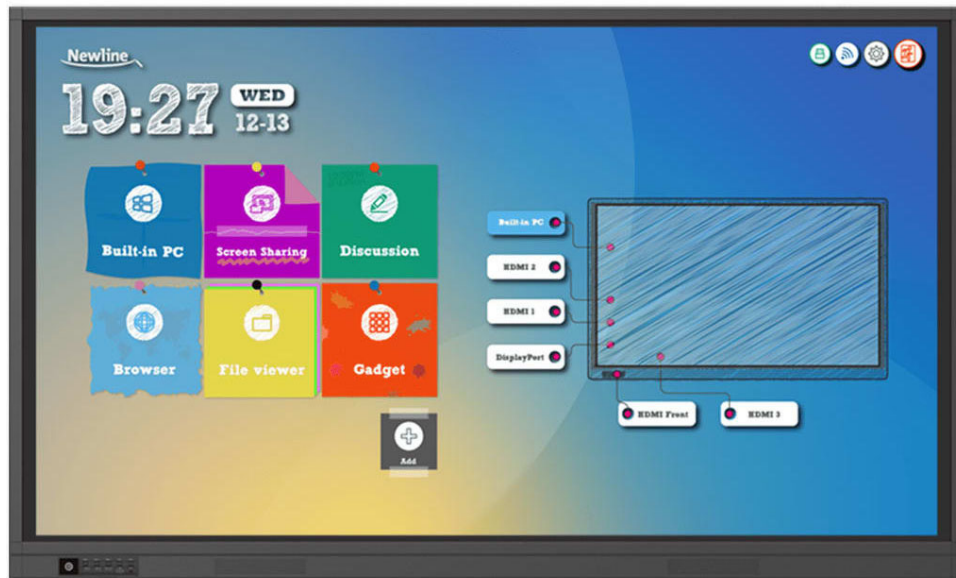 Newline
19:27
WED
12-13
Built-in PC
Screen Sharing
Discussion
Browser
File viewer
Gadget
Add
Built-in PC
HDMI 2
HDMI 1
DisplayPort
HDMI Front
HDMI 3